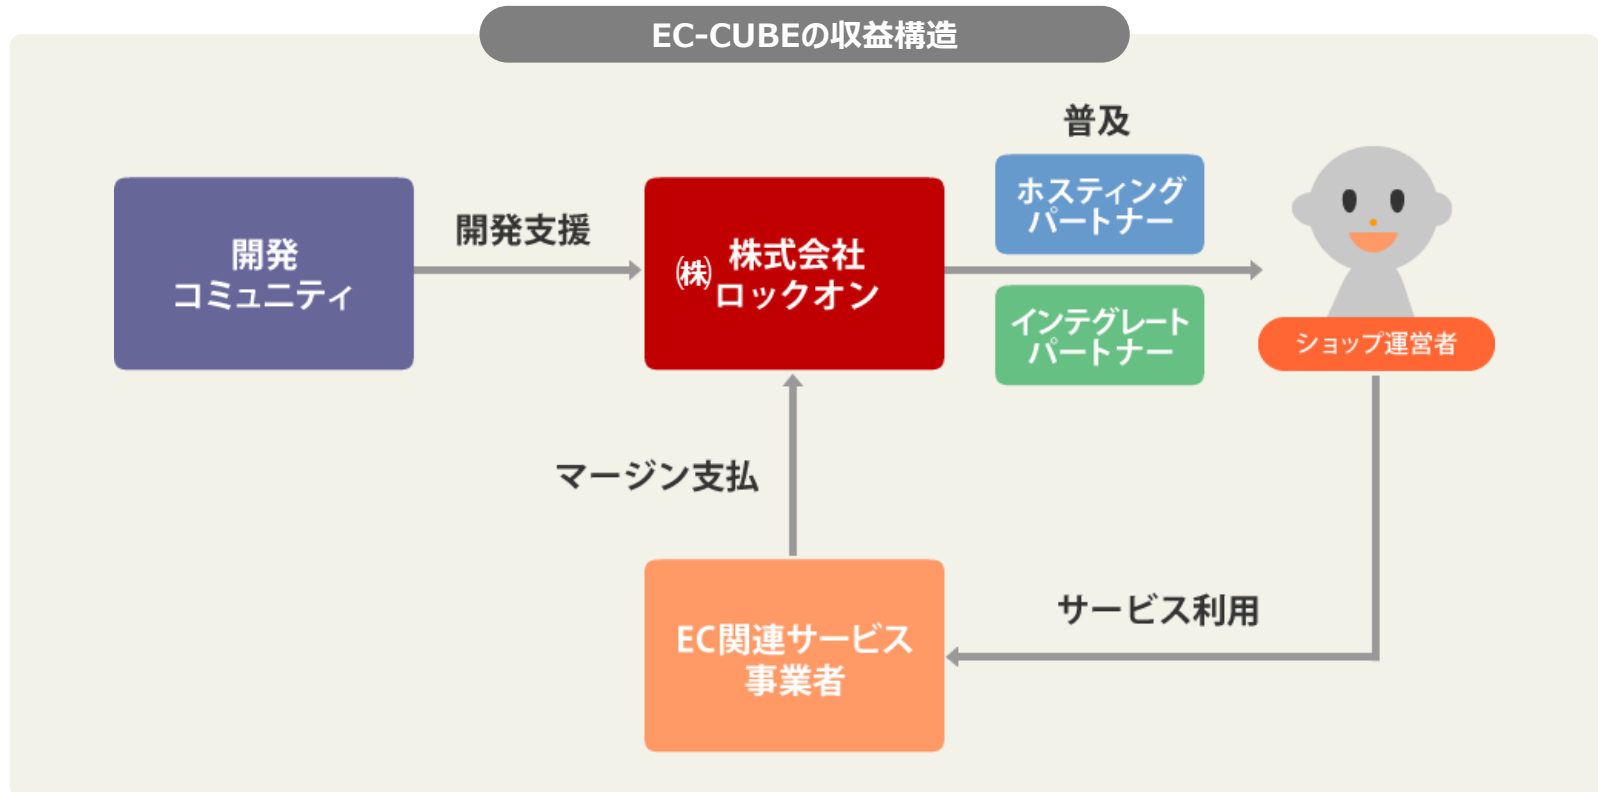 EC-CUBEの収益構造
普及
開発
コミュニティ
開発支援
㈱
株式会社
ロックオン
ホスティング
パートナー
インテグレート
パートナー
ショップ運営者
マージン支払
サービス利用
EC関連サービス
事業者